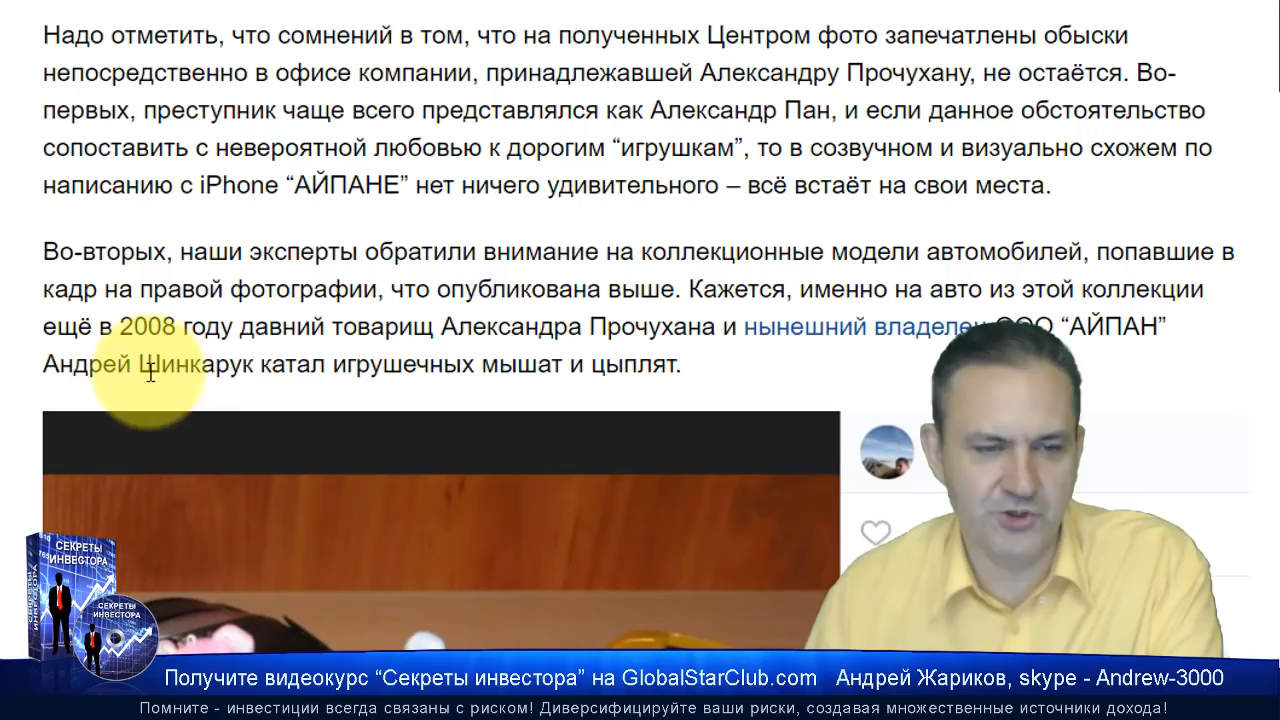 Надо отметить, что сомнений в том, что на полученных Центром фото запечатлены обыски
непосредственно в офисе компании, принадлежавшей Александру Прочухану, не остаётся. Во-
первых, преступник чаще всего представлялся как Александр Пан, и если данное обстоятельство
сопоставить с невероятной любовью к дорогим “игрушкам”, то в созвучном и визуально схожем по
написанию с iPhone “АЙПАНЕ” нет ничего удивительного – всё встаёт на свои места.
Во-вторых, наши эксперты обратили внимание на коллекционные модели автомобилей, попавшие в
кадр на правой фотографии, что опубликована выше. Кажется, именно на авто из этой коллекции
ещё в 2008 году давний товарищ Александра Прочухана и нынешний владелец ООО “АЙПАН”
Андрей Шинкарук катал игрушечных мышат и цыплят.
СЕКРЕТЫ
ИНВЕСТОРА
СЕКРЕТЫ
ИНВЕСТОРА
Получите видеокурс “Секреты инвестора” на GlobalStarClub.com Андрей Жариков, skype - Andrew-3000
Помните - инвестиции всегда связаны с риском! Диверсифицируйте ваши риски, создавая множественные источники дохода!